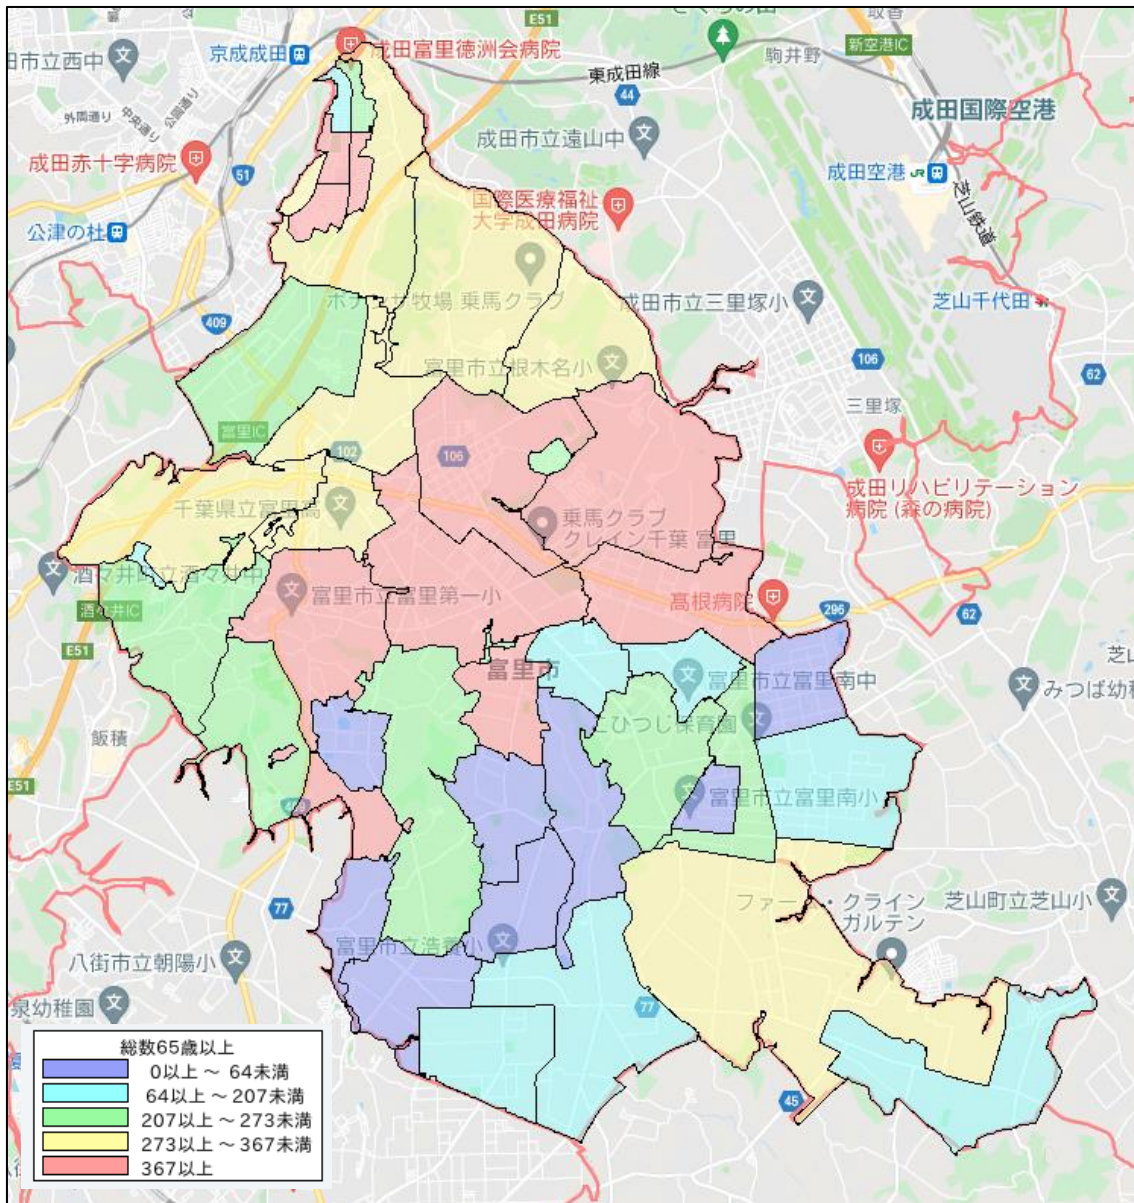 E51
取香
新空港IC
京成成田
成田富里徳洲会病院
田市立西中
駒井野
東成田線
44
成田国際空港
外周通り
中央通り
公園通り
成田市立遠山中
成田赤十字病院
51
成田空港
JR
国際医療福祉
大学成田病院
芝山鉄道
公津の杜
乗馬クラブ
成田市立三里塚小
芝山千代田
409
106
富里市立根木名小
62
三里塚
富里IC
102
106
成田リハビリテーション
病院 (森の病院)
千葉県立富里高
乗馬クラブ
クレイン千葉 富里
酒々井IC
富里市立富里第一小
高根病院
296
62
E51
富里市
富里市立富里南中
みつば幼稚
飯積
こひつじ保育園
E51
富里市立富里南小
77
ファーム・クライン
ガルテン
芝山町立芝山小
富里市立浩養小
八街市立朝陽小
泉幼稚園
77
45
総数65歳以上
0以上 ～ 64未満
64以上 ～ 207未満
207以上 ～ 273未満
273以上 ～ 367未満
367以上